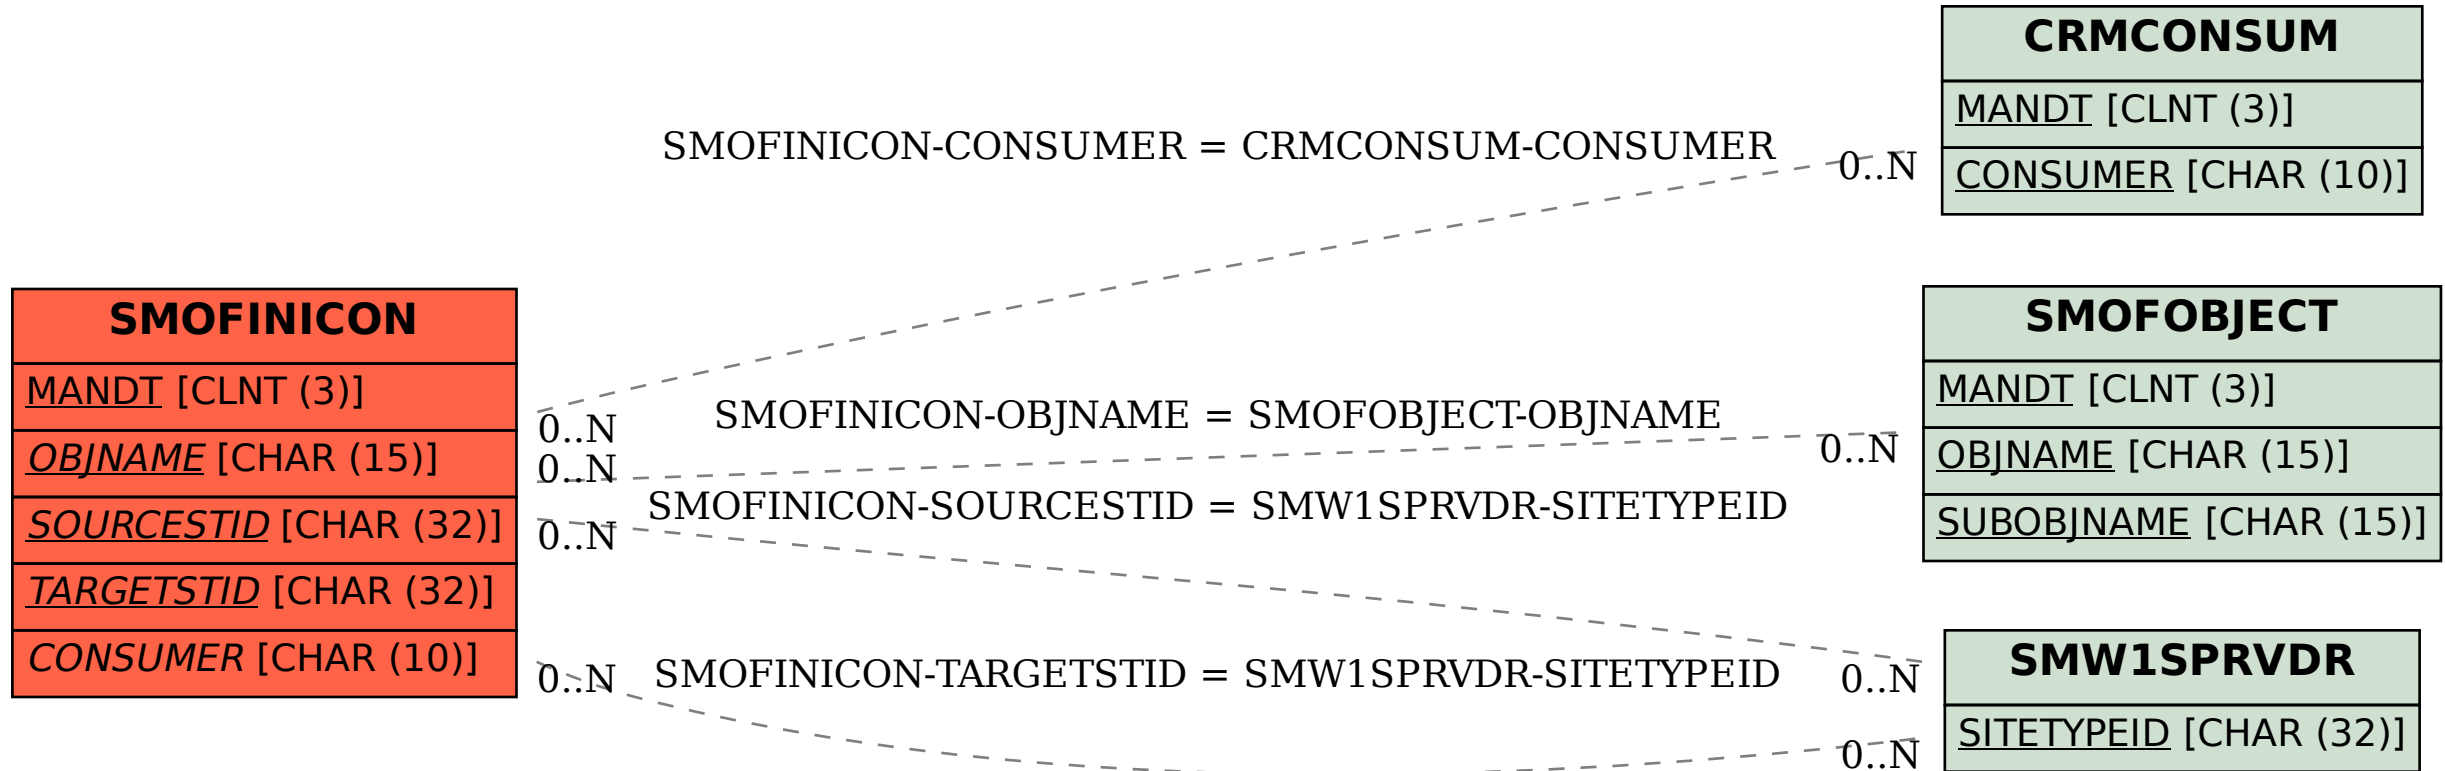 CRMCONSUM
MANDT [CLNT (3)]
CONSUMER [CHAR (10)]
SMOFINICON-CONSUMER = CRMCONSUM-CONSUMER
0..N
SMOFINICON
MANDT [CLNT (3)]
OBJNAME [CHAR (15)]
SOURCESTID [CHAR (32)]
TARGETSTID [CHAR (32)]
CONSUMER [CHAR (10)]
0..N
SMOFINICON-OBJNAME = SMOFOBJECT-OBJNAME
0..N
0..N
SMOFINICON-SOURCESTID = SMW1SPRVDR-SITETYPEID
0..N
SMOFINICON-TARGETSTID = SMW1SPRVDR-SITETYPEID
0..N
0..N
0..N
SMOFOBJECT
MANDT [CLNT (3)]
OBJNAME [CHAR (15)]
SUBOBJNAME [CHAR (15)]
SMW1SPRVDR
SITETYPEID [CHAR (32)]